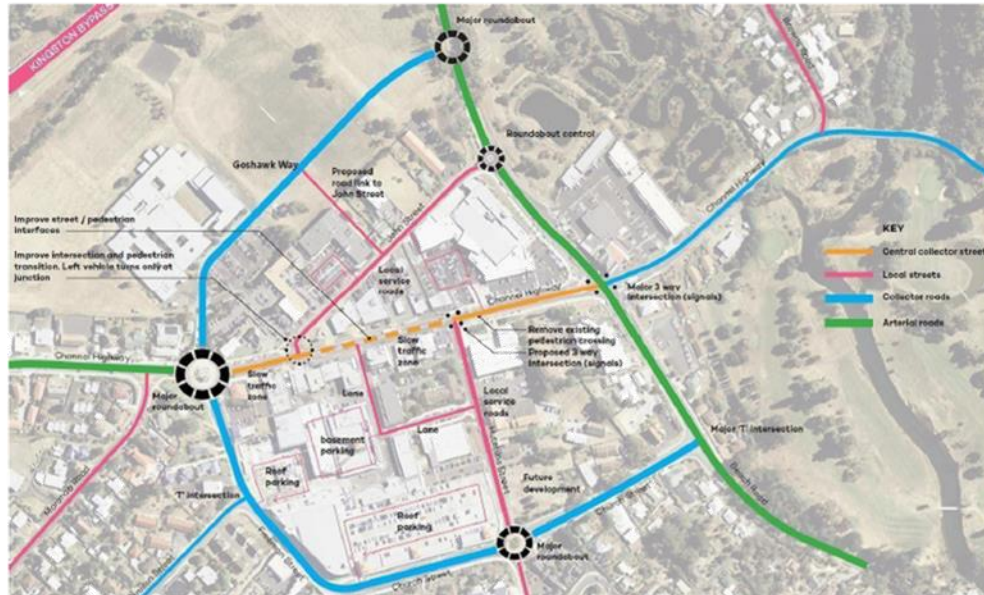 KINGSTON BYPASS
Major roundabout
Roundabout control
Goshawk Way
Proposed
road link to
John Street
John Street
Improve street / pedestrian
interfaces
Improve intersection and pedestrian
transition. Left vehicle turns only at
junction
Local
service
roads
Channel Highway
Channel Highway
KEY
Central collector street
Local streets
Collector roads
Arterial roads
Major 3 way
intersection (signals)
Remove existing
pedestrian crossing
Proposed 3 way
intersection (signals)
Channel Highway
Major
roundabout
Slow
traffic
zone
Slow
traffic
zone
Lane
Lane
Local
service
roads
basement
parking
Roof
parking
Roof
parking
'T' intersection
Future
development
Major 'T' intersection
Beach Road
Church Street
Church Street
Major
roundabout
Street